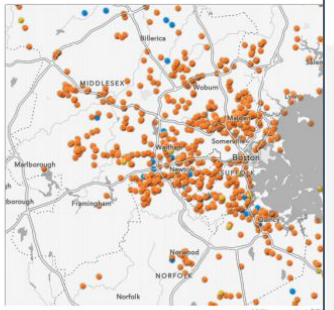 Billerica
MIDDLESEX
Woburn
Malden
Somerville
Waltham
Boston
Marlborough
Newton
SUFFOLK
Framingham
Quincy
Norwood
NORFOLK
Norfolk